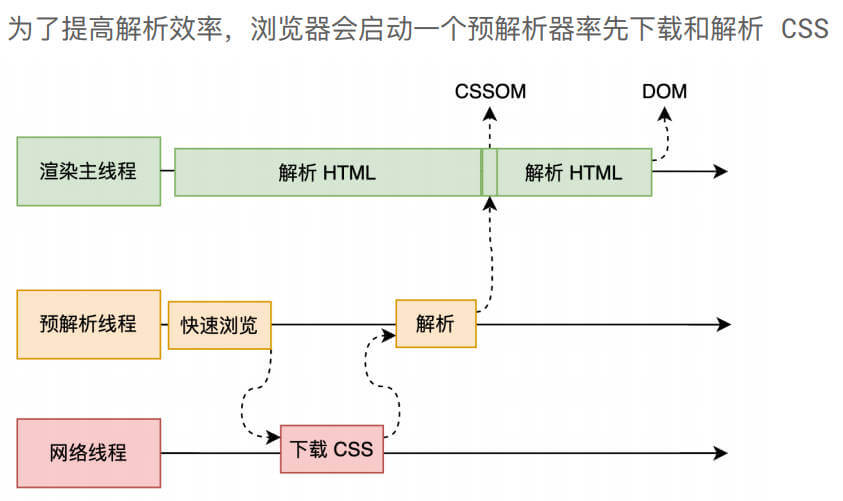 为了提高解析效率，浏览器会启动一个预解析器率先下载和解析 CSS
CSSOM
DOM
渲染主线程
解析 HTML
解析 HTML
预解析线程
快速浏览
解析
网络线程
下载 CSS